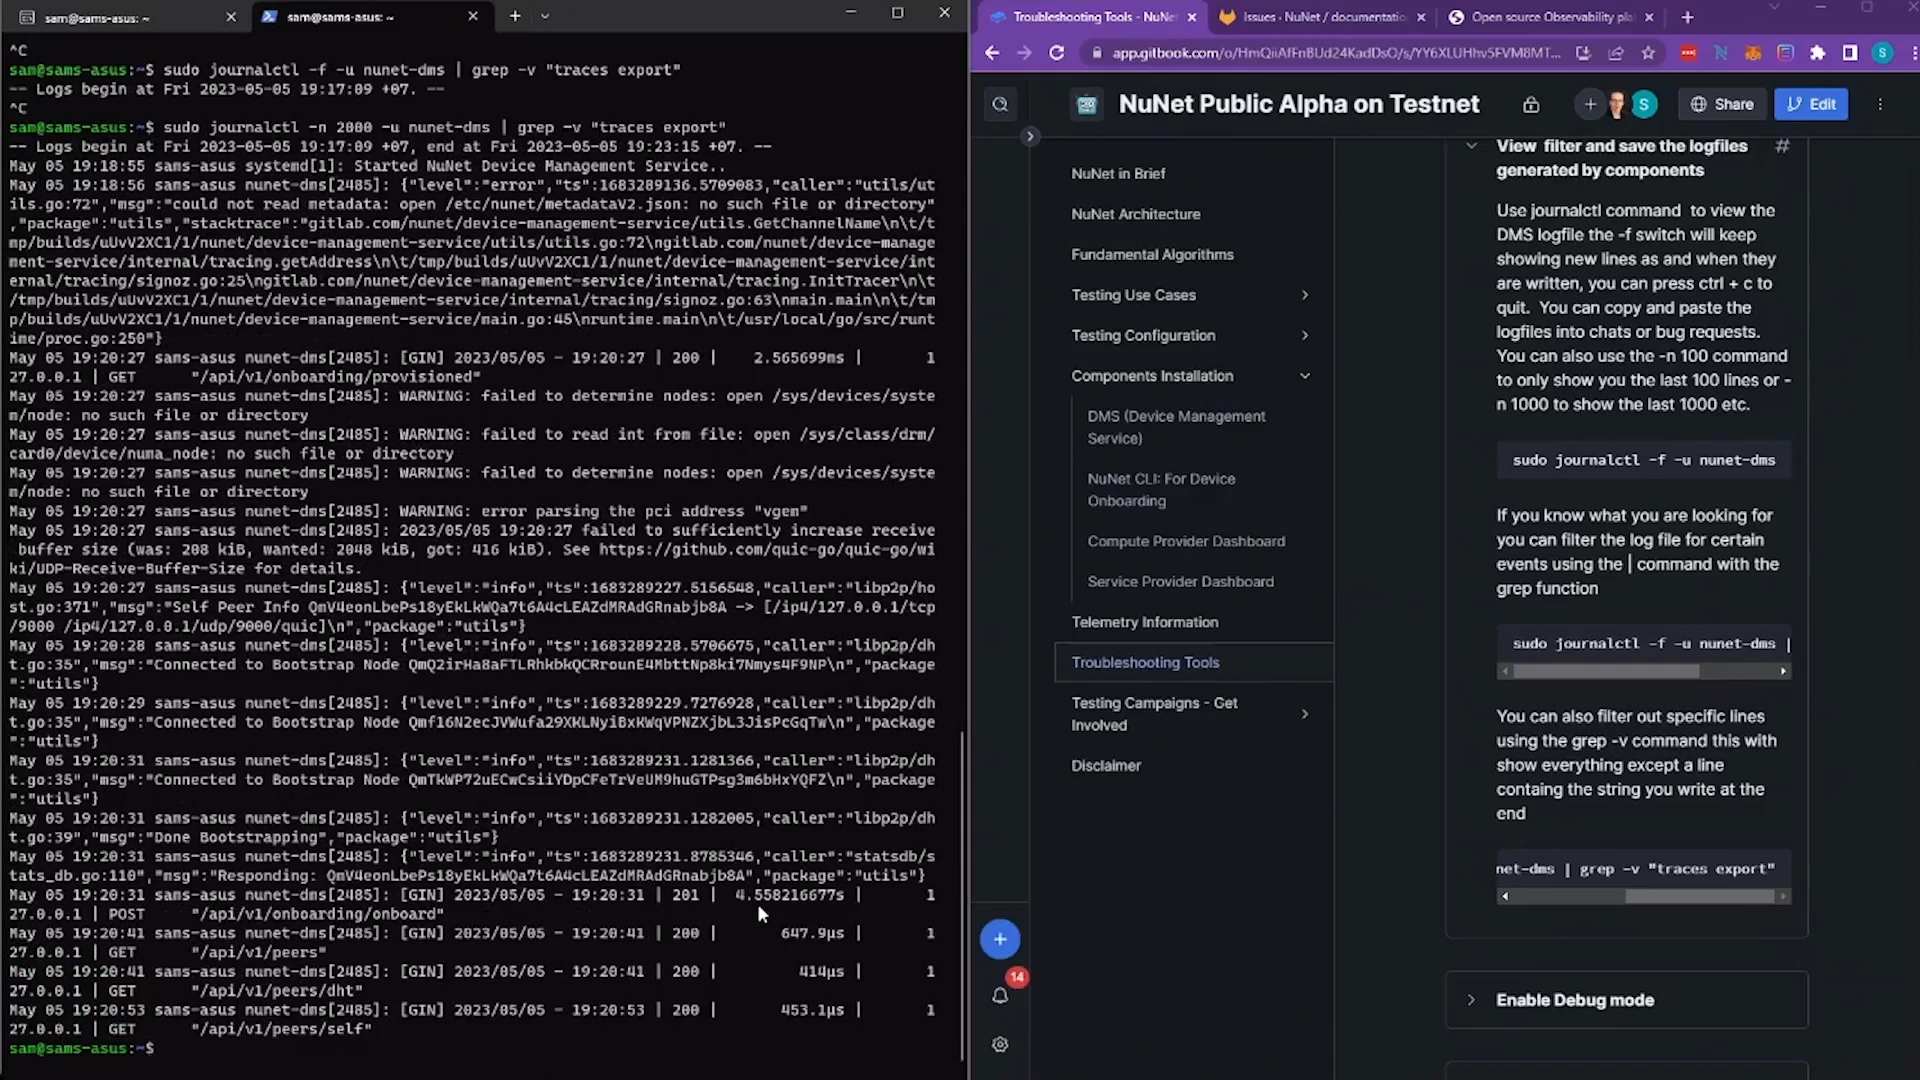 sam@sams-asus: ~
sam@sams-asus: ~
^C
sam@sams-asus:~$ sudo journalctl -f -u nunet-dms | grep -v "traces export"
-- Logs begin at Fri 2023-05-05 19:17:09 +07. --
^C
sam@sams-asus:~$ sudo journalctl -n 2000 -u nunet-dms | grep -v "traces export"
-- Logs begin at Fri 2023-05-05 19:17:09 +07, end at Fri 2023-05-05 19:23:15 +07. --
May 05 19:18:55 sams-asus systemd[1]: Started NuNet Device Management Service..
May 05 19:18:56 sams-asus nunet-dms[2485]: {"level":"error","ts":1683289136.5709083,"caller":"utils/ut
ils.go:72","msg":"could not read metadata: open /etc/nunet/metadataV2.json: no such file or directory"
,"package":"utils","stacktrace":"gitlab.com/nunet/device-management-service/utils.GetChannelName\n\t/t
mp/builds/uUvV2XC1/1/nunet/device-management-service/utils/utils.go:72\ngitlab.com/nunet/device-manage
ment-service/internal/tracing.getAddress\n\t/tmp/builds/uUvV2XC1/1/nunet/device-management-service/int
ernal/tracing/signoz.go:25\ngitlab.com/nunet/device-management-service/internal/tracing.InitTracer\n\t
/tmp/builds/uUvV2XC1/1/nunet/device-management-service/internal/tracing/signoz.go:63\nmain.main\n\t/tm
p/builds/uUvV2XC1/1/nunet/device-management-service/main.go:45\nruntime.main\n\t/usr/local/go/src/runt
ime/proc.go:250"}
May 05 19:20:27 sams-asus nunet-dms[2485]: [GIN] 2023/05/05 - 19:20:27 | 200 | 2.565699ms | 1
27.0.0.1 | GET "/api/v1/onboarding/provisioned"
May 05 19:20:27 sams-asus nunet-dms[2485]: WARNING: failed to determine nodes: open /sys/devices/syste
m/node: no such file or directory
May 05 19:20:27 sams-asus nunet-dms[2485]: WARNING: failed to read int from file: open /sys/class/drm/
card0/device/numa_node: no such file or directory
May 05 19:20:27 sams-asus nunet-dms[2485]: WARNING: failed to determine nodes: open /sys/devices/syste
m/node: no such file or directory
May 05 19:20:27 sams-asus nunet-dms[2485]: WARNING: error parsing the pci address "vgem"
May 05 19:20:27 sams-asus nunet-dms[2485]: 2023/05/05 19:20:27 failed to sufficiently increase receive
buffer size (was: 208 kiB, wanted: 2048 kiB, got: 416 kiB). See https://github.com/quic-go/quic-go/wi
ki/UDP-Receive-Buffer-Size for details.
May 05 19:20:27 sams-asus nunet-dms[2485]: {"level":"info","ts":1683289227.5156548,"caller":"libp2p/ho
st.go:371","msg":"Self Peer Info QmV4eonLbePs18yEkLkWQa7t6A4cLEAZdMRAdGRnabjb8A -> [/ip4/127.0.0.1/tcp
/9000 /ip4/127.0.0.1/udp/9000/quic]\n","package":"utils"}
May 05 19:20:28 sams-asus nunet-dms[2485]: {"level":"info","ts":1683289228.5706675,"caller":"libp2p/dh
t.go:35","msg":"Connected to Bootstrap Node QmQ2irHa8aFTLRhkbkQCRrounE4MbttNp8ki7Nmys4F9NP\n","package
":"utils"}
May 05 19:20:29 sams-asus nunet-dms[2485]: {"level":"info","ts":1683289229.7276928,"caller":"libp2p/dh
t.go:35","msg":"Connected to Bootstrap Node Qmf16N2ecJVWufa29XKLNyiBxKWqVPNZXjbL3JisPcGqTw\n","package
":"utils"}
May 05 19:20:31 sams-asus nunet-dms[2485]: {"level":"info","ts":1683289231.1281366,"caller":"libp2p/dh
t.go:35","msg":"Connected to Bootstrap Node QmTkWP72uECwCsiiYDpCFeTrVeUM9huGTPsg3m6bHxYQFZ\n","package
":"utils"}
May 05 19:20:31 sams-asus nunet-dms[2485]: {"level":"info","ts":1683289231.1282005,"caller":"libp2p/dh
t.go:39","msg":"Done Bootstrapping","package":"utils"}
May 05 19:20:31 sams-asus nunet-dms[2485]: {"level":"info","ts":1683289231.8785346,"caller":"statsdb/s
tats_db.go:110","msg":"Responding: QmV4eonLbePs18yEkLkWQa7t6A4cLEAZdMRAdGRnabjb8A","package":"utils"}
May 05 19:20:31 sams-asus nunet-dms[2485]: [GIN] 2023/05/05 - 19:20:31 | 201 | 4.558216677s | 1
27.0.0.1 | POST "/api/v1/onboarding/onboard"
May 05 19:20:41 sams-asus nunet-dms[2485]: [GIN] 2023/05/05 - 19:20:41 | 200 | 647.9µs | 1
27.0.0.1 | GET "/api/v1/peers"
May 05 19:20:41 sams-asus nunet-dms[2485]: [GIN] 2023/05/05 - 19:20:41 | 200 | 414µs | 1
27.0.0.1 | GET "/api/v1/peers/dht"
May 05 19:20:53 sams-asus nunet-dms[2485]: [GIN] 2023/05/05 - 19:20:53 | 200 | 453.1µs | 1
27.0.0.1 | GET "/api/v1/peers/self"
sam@sams-asus:~$
Troubleshooting Tools - NuNe
Issues - NuNet / documentatio
Open source Observability pla
app.gitbook.com/o/HmQiiAfFnBUd24KadDsO/s/YY6XLUHhv5FVM8MT...
S
NuNet Public Alpha on Testnet
S
Share
Edit
NuNet in Brief
NuNet Architecture
Fundamental Algorithms
Testing Use Cases
Testing Configuration
Components Installation
DMS (Device Management
Service)
NuNet CLI: For Device
Onboarding
Compute Provider Dashboard
Service Provider Dashboard
Telemetry Information
Troubleshooting Tools
Testing Campaigns - Get
Involved
Disclaimer
14
View filter and save the logfiles
generated by components
#
Use journalctl command to view the
DMS logfile the -f switch will keep
showing new lines as and when they
are written, you can press ctrl + c to
quit. You can copy and paste the
logfiles into chats or bug requests.
You can also use the -n 100 command
to only show you the last 100 lines or -
n 1000 to show the last 1000 etc.
sudo journalctl -f -u nunet-dms
If you know what you are looking for
you can filter the log file for certain
events using the | command with the
grep function
sudo journalctl -f -u nunet-dms |
You can also filter out specific lines
using the grep -v command this with
show everything except a line
containg the string you write at the
end
net-dms | grep -v "traces export"
Enable Debug mode